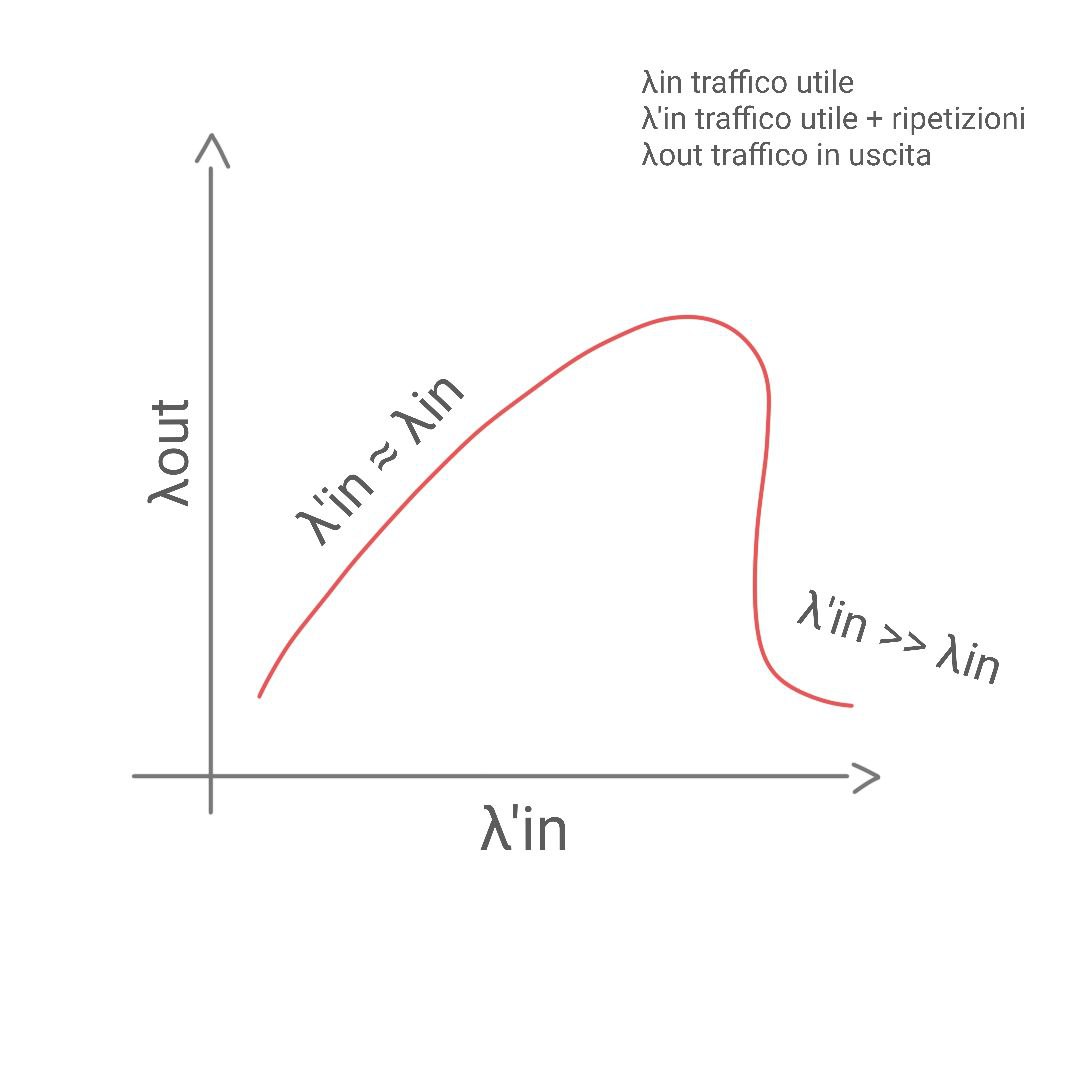 λin traffico utile
λ'in traffico utile + ripetizioni
λout traffico in uscita
λout
λ'in ≈ λin
λ'in >> λin
λ'in